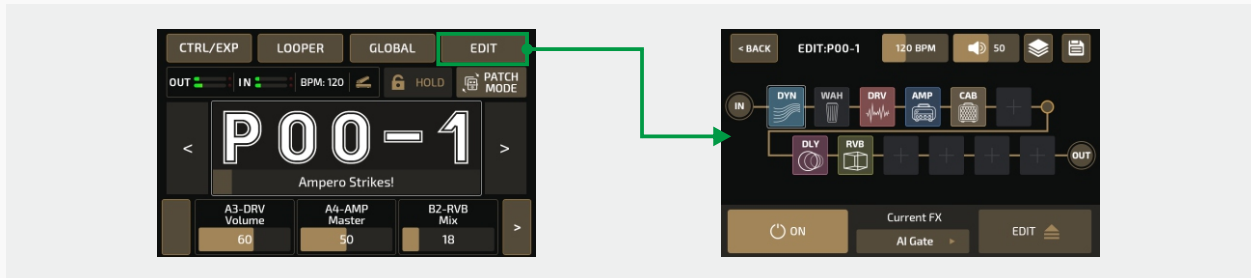 CTRL/EXP LOOPER GLOBAL EDIT
OUT IN BPM: 120 HOLD PATCH
MODE
< P00-1 >
Ampero Strikes!
A3-DRV A4-AMP B2-RVB
Volume Master Mix >
60 50 18
< BACK EDIT:P00-1 120 BPM 50
DYN WAH DRV AMP CAB
IN + 
DLY RVB
+ + + + OUT
Current FX
ON EDIT
AI Gate